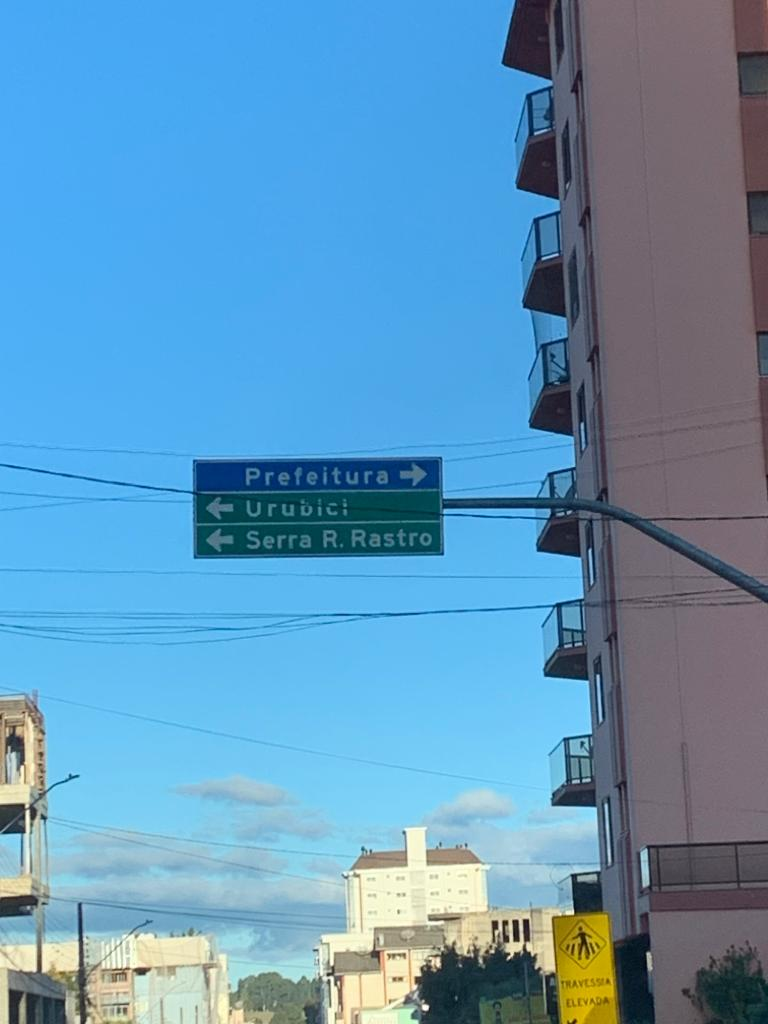 Prefeitura →
← Urubici
← Serra R. Rastro
TRAVESSIA
ELEVADA